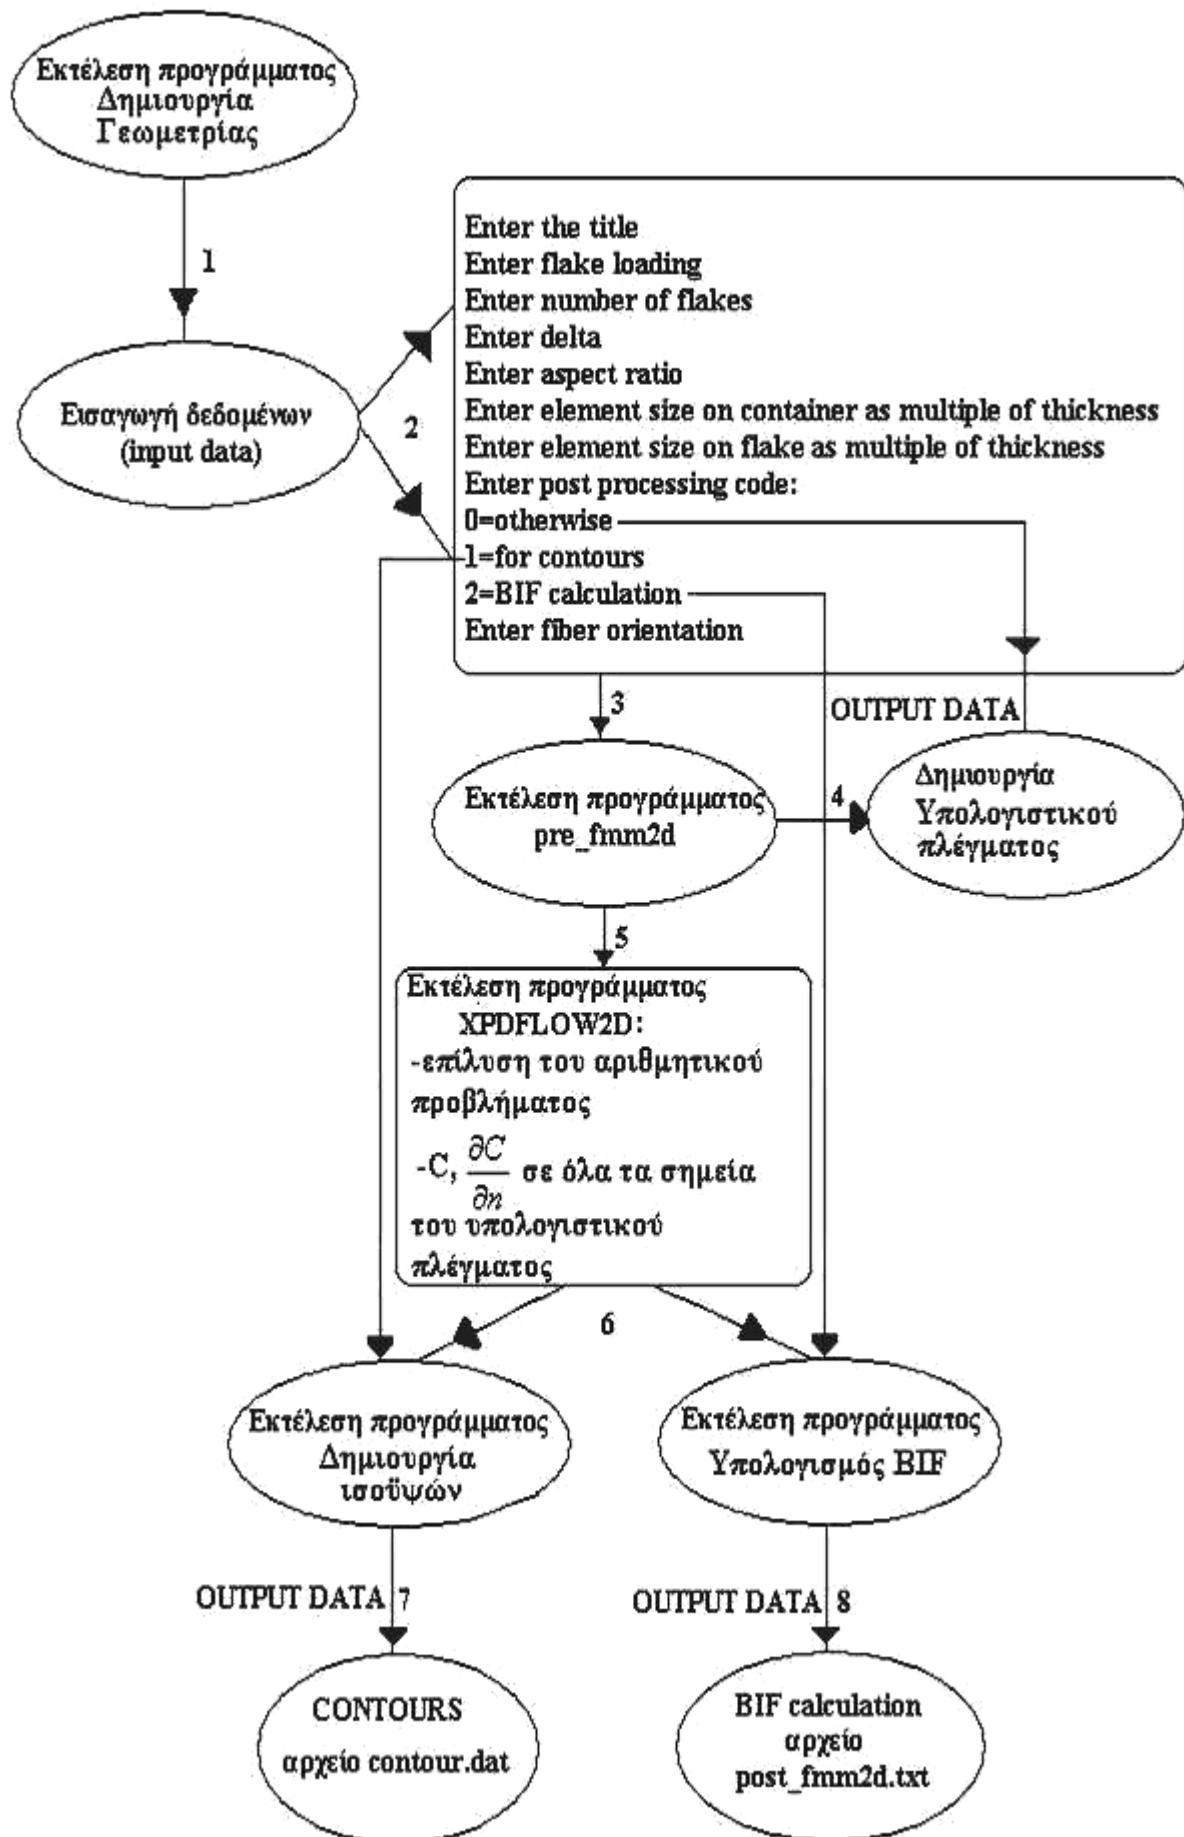 Εκτέλεση προγράμματος
Δημιουργία
Γεωμετρίας
1
Εισαγωγή δεδομένων
(input data)
2
Enter the title
Enter flake loading
Enter number of flakes
Enter delta
Enter aspect ratio
Enter element size on container as multiple of thickness
Enter element size on flake as multiple of thickness
Enter post processing code:
0=otherwise
1=for contours
2=BIF calculation
Enter fiber orientation
3
OUTPUT DATA
Εκτέλεση προγράμματος
pre_fmm2d
4
Δημιουργία
Υπολογιστικού
πλέγματος
5
Εκτέλεση προγράμματος
XPDFLOW2D:
-επίλυση του αριθμητικού
προβλήματος
-C, ∂C/∂n σε όλα τα σημεία
του υπολογιστικού
πλέγματος
6
Εκτέλεση προγράμματος
Δημιουργία
ισοϋψών
Εκτέλεση προγράμματος
Υπολογισμός BIF
OUTPUT DATA 7
OUTPUT DATA 8
CONTOURS
αρχείο contour.dat
BIF calculation
αρχείο
post_fmm2d.txt